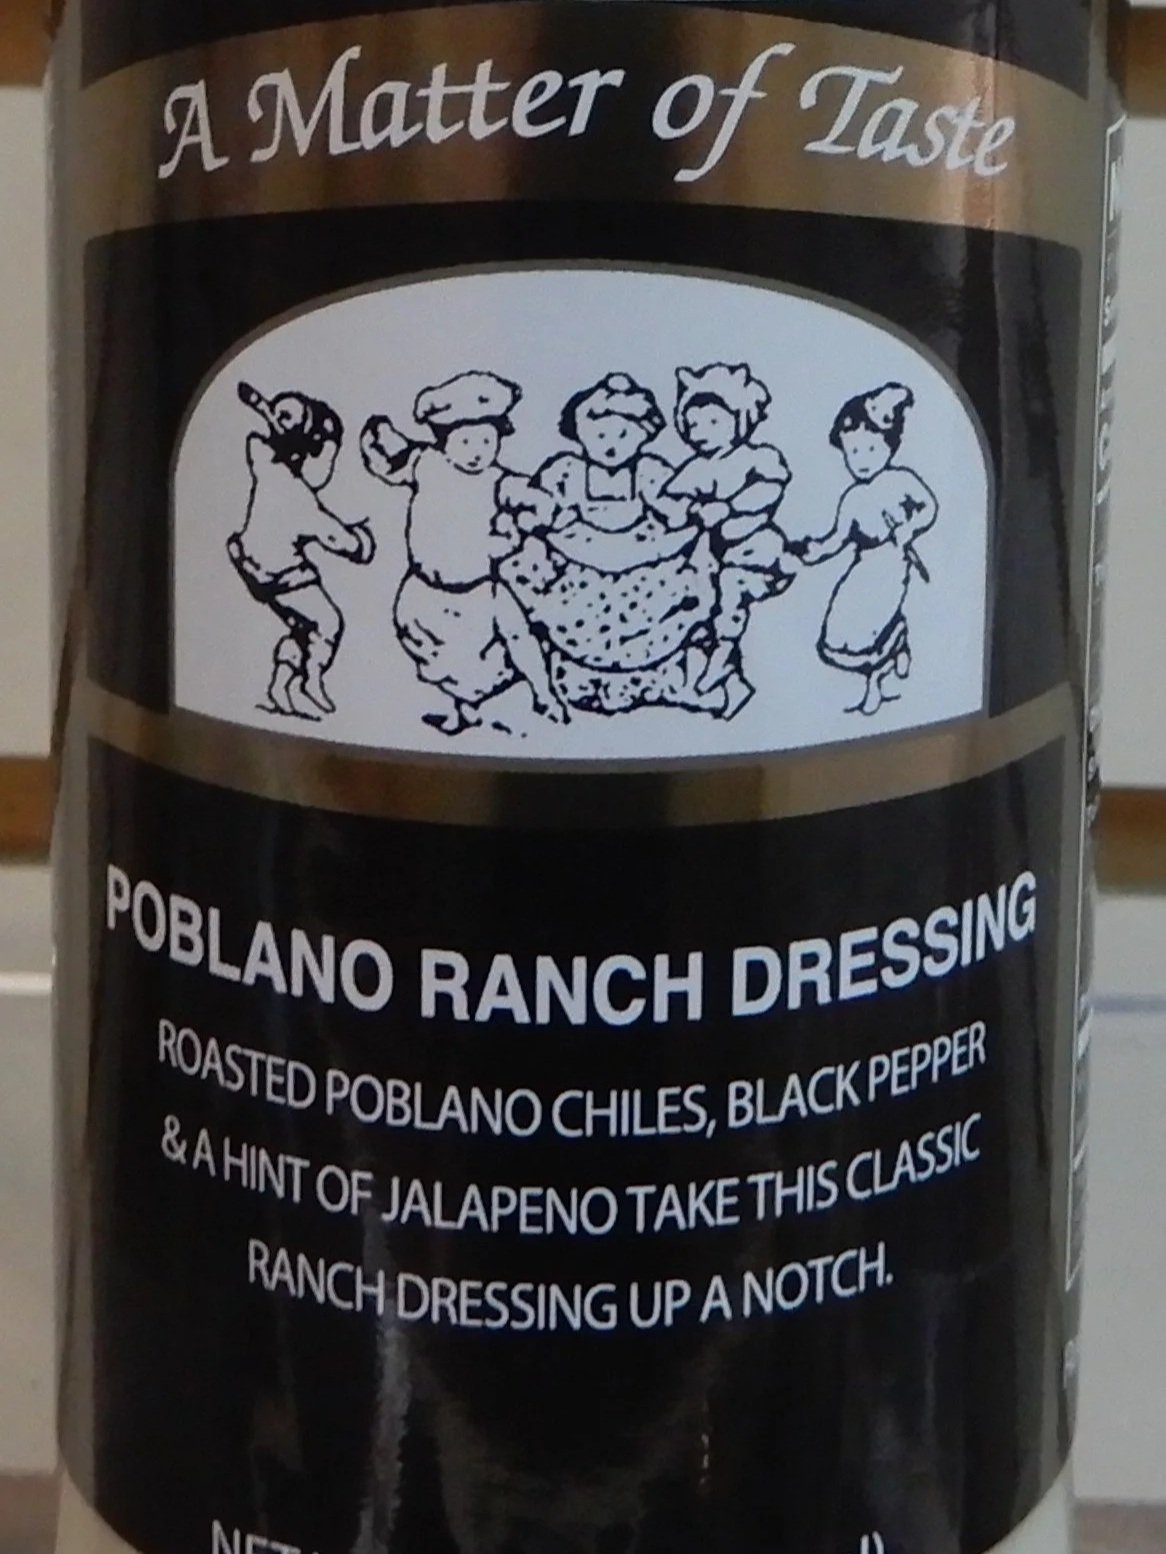 A Matter of Taste
POBLANO RANCH DRESSING
ROASTED POBLANO CHILES, BLACK PEPPER
& A HINT OF JALAPENO TAKE THIS CLASSIC
RANCH DRESSING UP A NOTCH.
NET